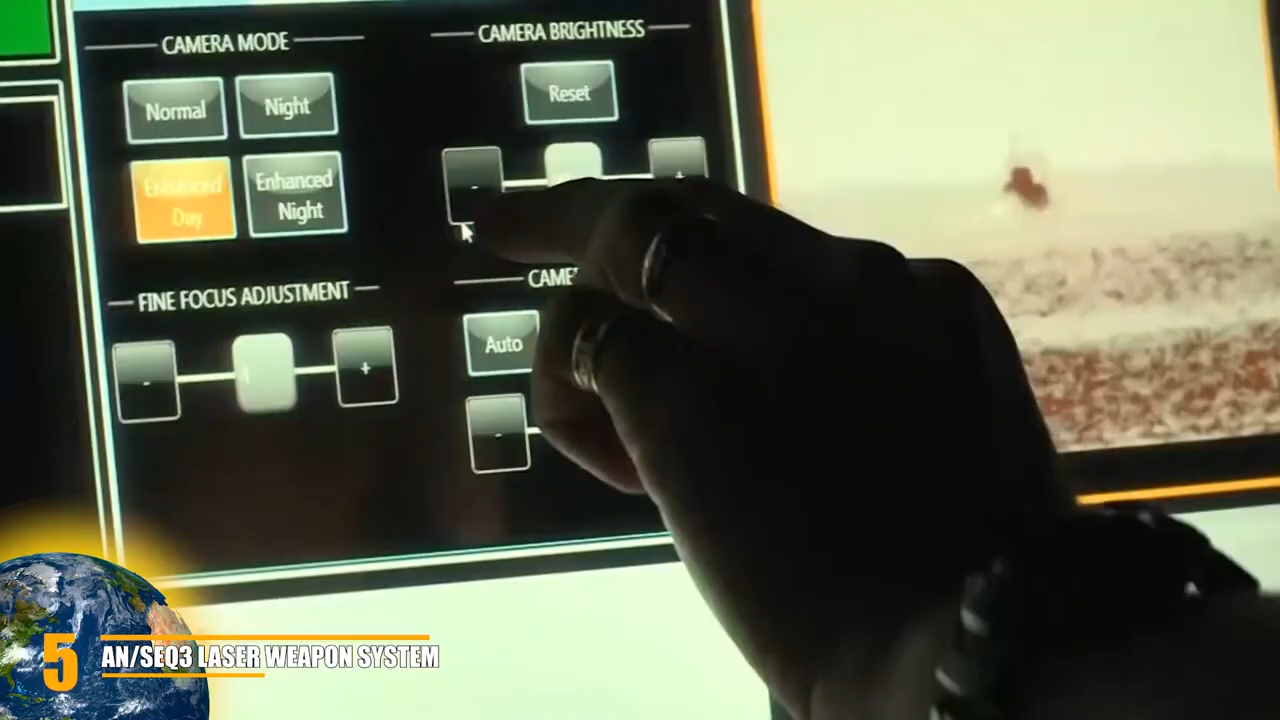 CAMERA MODE
CAMERA BRIGHTNESS
Normal
Night
Reset
Enhanced
Day
Enhanced
Night
-
+
FINE FOCUS ADJUSTMENT
-
+
CAME
Auto
-
5
AN/SEQ3 LASER WEAPON SYSTEM